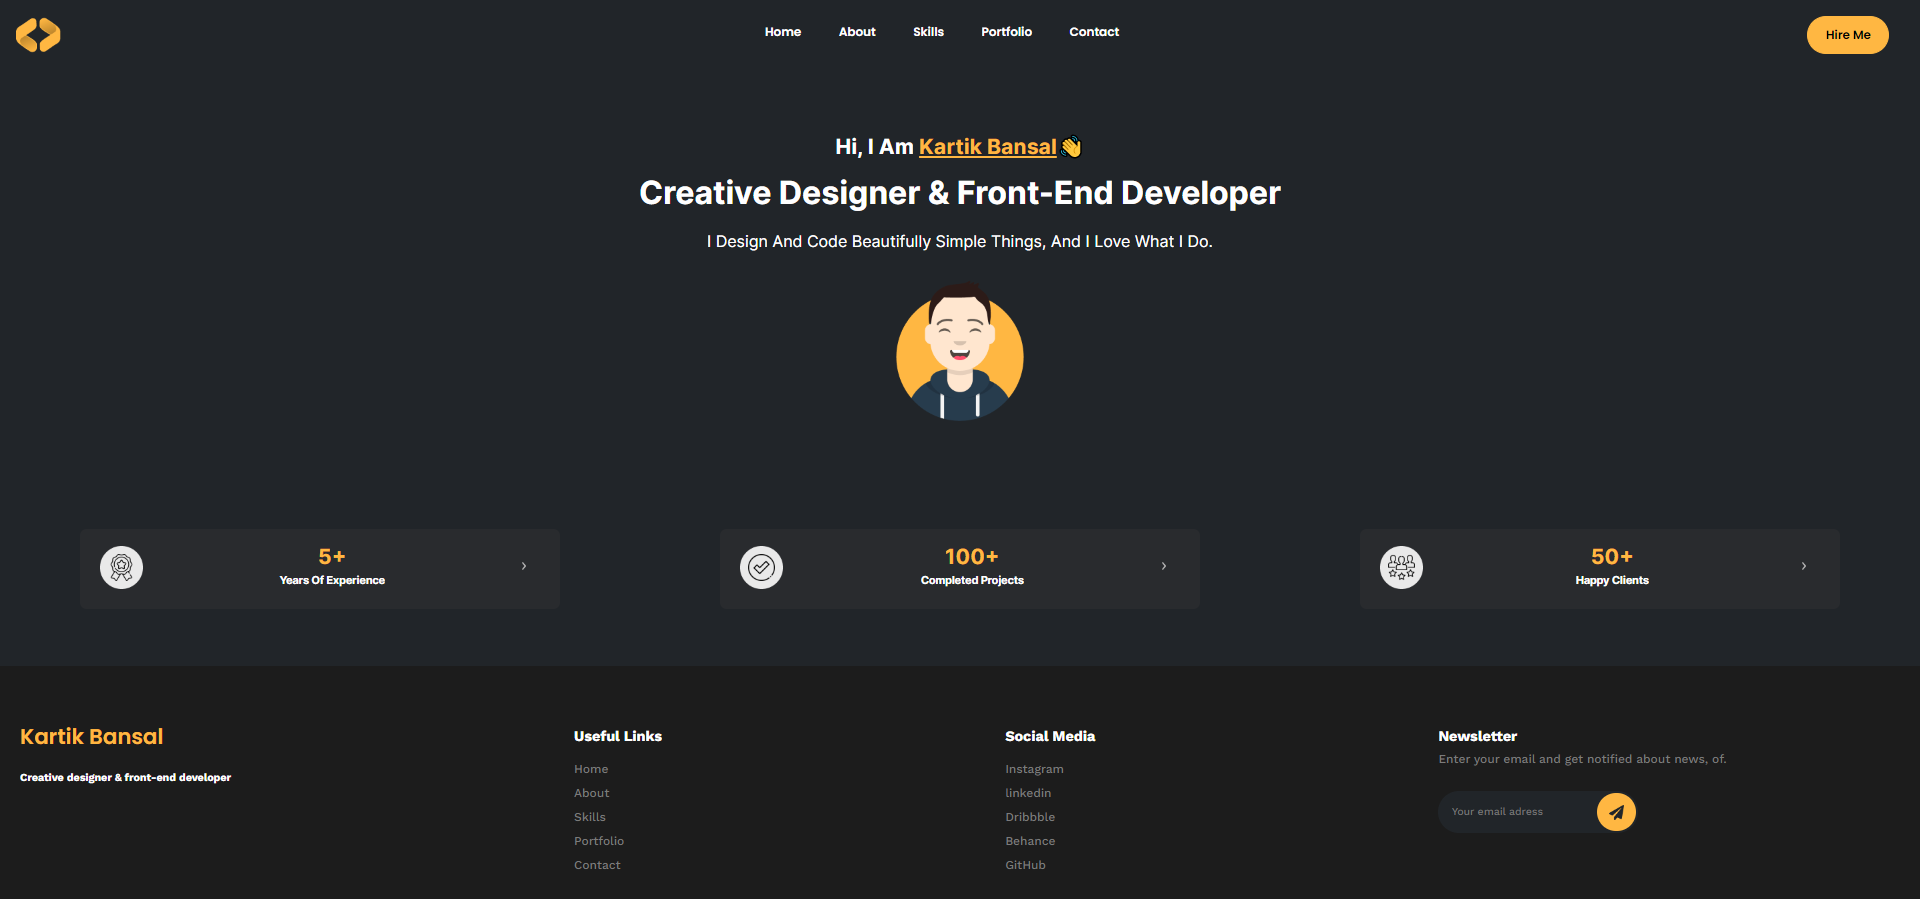 Home About Skills Portfolio Contact
Hire Me
Hi, I Am Kartik Bansal👋
Creative Designer & Front-End Developer
I Design And Code Beautifully Simple Things, And I Love What I Do.
5+
Years Of Experience
›
100+
Completed Projects
›
50+
Happy Clients
›
Kartik Bansal
Creative designer & front-end developer
Useful Links
Home
About
Skills
Portfolio
Contact
Social Media
Instagram
linkedin
Dribbble
Behance
GitHub
Newsletter
Enter your email and get notified about news, of.
Your email adress